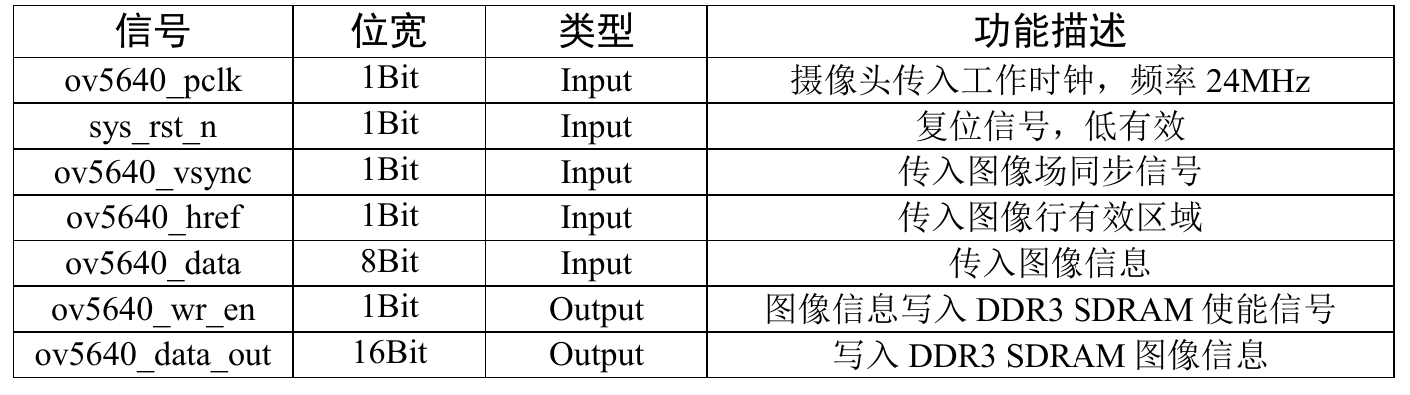 信号 位宽 类型 功能描述
ov5640_pclk 1Bit Input 摄像头传入工作时钟，频率 24MHz
sys_rst_n 1Bit Input 复位信号，低有效
ov5640_vsync 1Bit Input 传入图像场同步信号
ov5640_href 1Bit Input 传入图像行有效区域
ov5640_data 8Bit Input 传入图像信息
ov5640_wr_en 1Bit Output 图像信息写入 DDR3 SDRAM 使能信号
ov5640_data_out 16Bit Output 写入 DDR3 SDRAM 图像信息